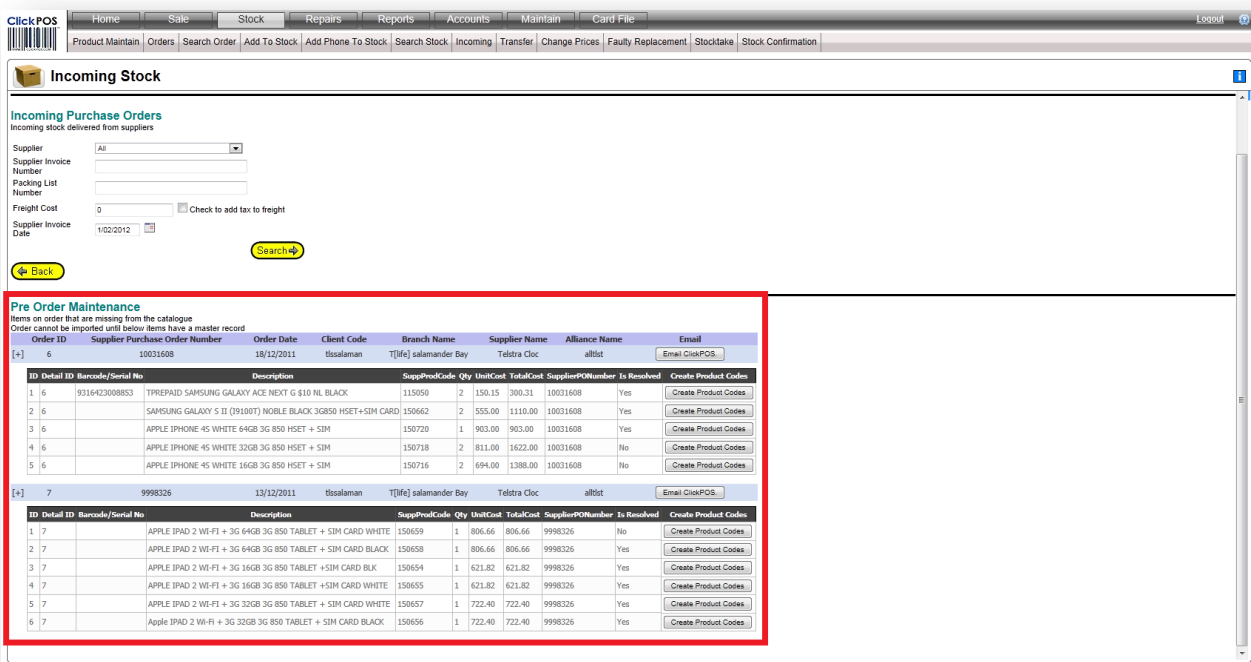 ClickPOS Home Sale Stock Repairs Reports Accounts Maintain Card File Logout
Product Maintain Orders Search Order Add To Stock Add Phone To Stock Search Stock Incoming Transfer Change Prices Faulty Replacement Stocktake Stock Confirmation
Incoming Stock
Incoming Purchase Orders
Incoming stock delivered from suppliers
Supplier All
Supplier Invoice Number
Packing List Number
Freight Cost 0 Check to add tax to freight
Supplier Invoice Date 1/02/2012
Search
Back
Pre Order Maintenance
Items on order that are missing from the catalogue
Order cannot be imported until below items have a master record
Order ID Supplier Purchase Order Number Order Date Client Code Branch Name Supplier Name Alliance Name Email
[+] 6 10031608 18/12/2011 tlssalaman T[life] salamander Bay Telstra Cloc alltlst Email ClickPOS.
ID Detail ID Barcode/Serial No Description SuppProdCode Qty UnitCost TotalCost SupplierPONumber Is Resolved Create Product Codes
1 6 9316423008853 TPREPAID SAMSUNG GALAXY ACE NEXT G $10 NL BLACK 115050 2 150.15 300.31 10031608 Yes Create Product Codes
2 6 SAMSUNG GALAXY S II (I9100T) NOBLE BLACK 3G850 HSET+SIM CARD 150662 2 555.00 1110.00 10031608 Yes Create Product Codes
3 6 APPLE IPHONE 4S WHITE 64GB 3G 850 HSET + SIM 150720 1 903.00 903.00 10031608 Yes Create Product Codes
4 6 APPLE IPHONE 4S WHITE 32GB 3G 850 HSET + SIM 150718 2 811.00 1622.00 10031608 No Create Product Codes
5 6 APPLE IPHONE 4S WHITE 16GB 3G 850 HSET + SIM 150716 2 694.00 1388.00 10031608 No Create Product Codes
[+] 7 9998326 13/12/2011 tlssalaman T[life] salamander Bay Telstra Cloc alltlst Email ClickPOS.
ID Detail ID Barcode/Serial No Description SuppProdCode Qty UnitCost TotalCost SupplierPONumber Is Resolved Create Product Codes
1 7 APPLE IPAD 2 WI-FI + 3G 64GB 3G 850 TABLET + SIM CARD WHITE 150659 1 806.66 806.66 9998326 No Create Product Codes
2 7 APPLE IPAD 2 WI-FI + 3G 64GB 3G 850 TABLET + SIM CARD BLACK 150658 1 806.66 806.66 9998326 Yes Create Product Codes
3 7 APPLE IPAD 2 WI-FI + 3G 16GB 3G 850 TABLET +SIM CARD BLK 150654 1 621.82 621.82 9998326 Yes Create Product Codes
4 7 APPLE IPAD 2 WI-FI + 3G 16GB 3G 850 TABLET +SIM CARD WHITE 150655 1 621.82 621.82 9998326 Yes Create Product Codes
5 7 APPLE IPAD 2 WI-FI + 3G 32GB 3G 850 TABLET + SIM CARD WHITE 150657 1 722.40 722.40 9998326 Yes Create Product Codes
6 7 Apple IPAD 2 Wi-Fi + 3G 32GB 3G 850 TABLET + SIM CARD BLACK 150656 1 722.40 722.40 9998326 Yes Create Product Codes